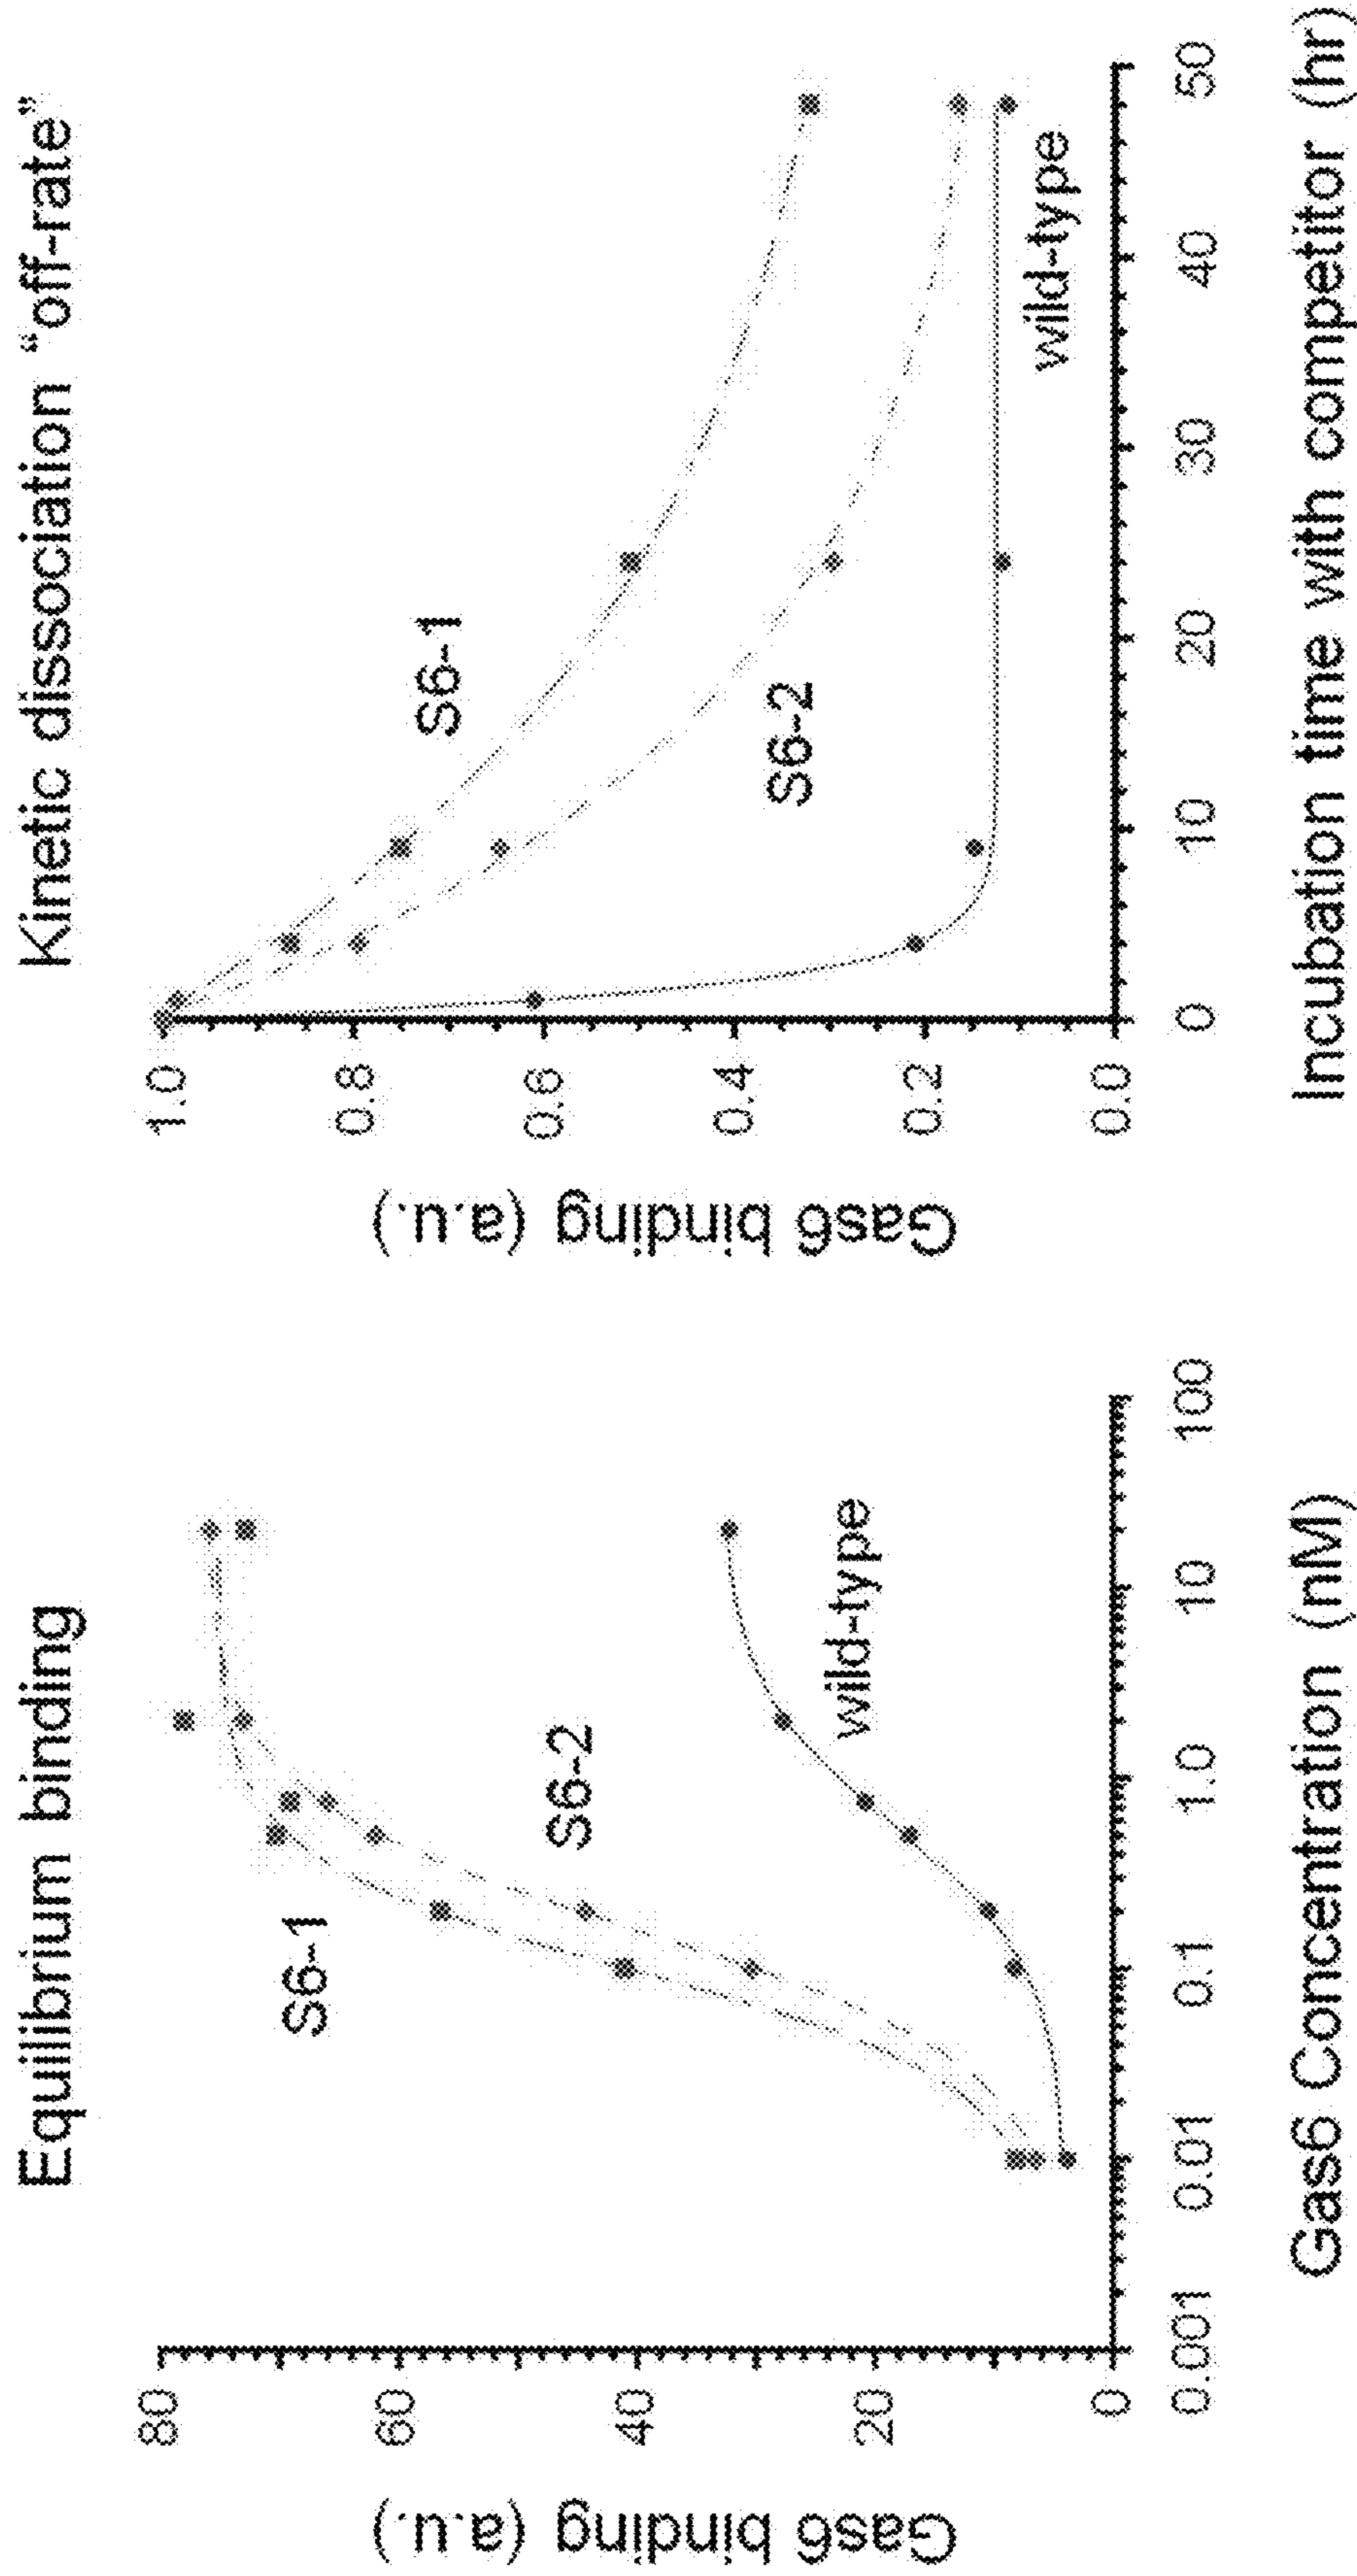 Equilibrium binding
Gas6 binding (a.u.)
80
60
40
20
0
S6-1
S6-2
wild-type
0.001
0.01
0.1
1.0
10
100
Gas6 Concentration (nM)
Kinetic dissociation “off-rate”
Gas6 binding (a.u.)
1.0
0.8
0.6
0.4
0.2
0.0
S6-1
S6-2
wild-type
0
10
20
30
40
50
Incubation time with competitor (hr)